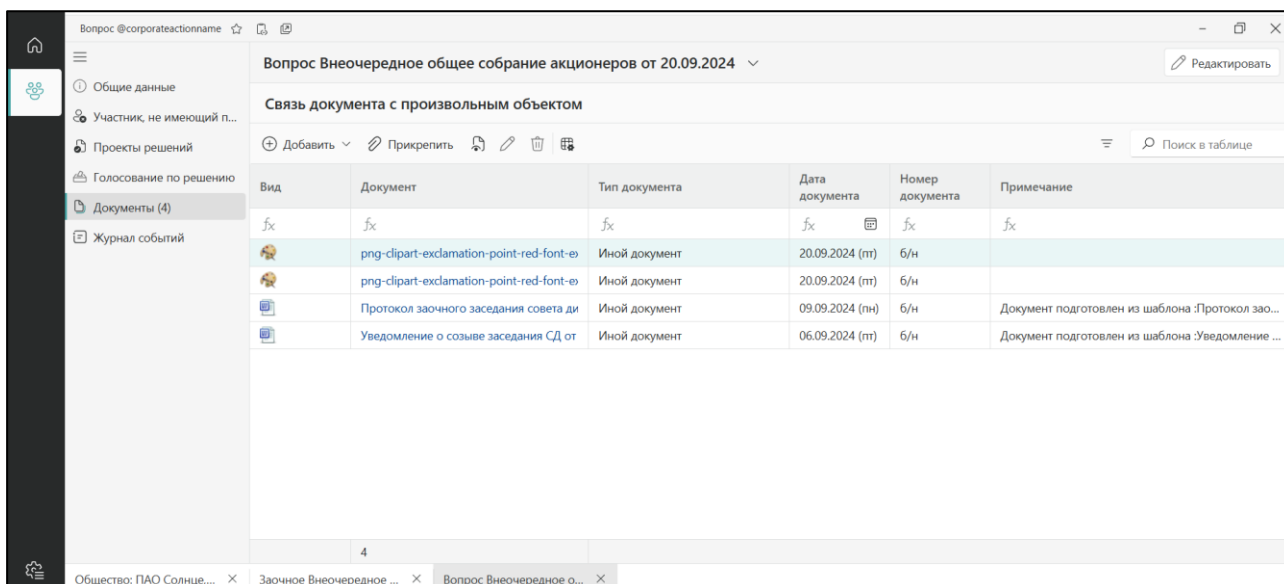 Вопрос @corporateactionname
Вопрос Внеочередное общее собрание акционеров от 20.09.2024
Редактировать
Общие данные
Участник, не имеющий п...
Проекты решений
Голосование по решению
Документы (4)
Журнал событий
Связь документа с произвольным объектом
Добавить Прикрепить Поиск в таблице
Вид Документ Тип документа Дата документа Номер документа Примечание
fx fx fx fx fx fx
png-clipart-exclamation-point-red-font-ex Иной документ 20.09.2024 (пт) б/н
png-clipart-exclamation-point-red-font-ex Иной документ 20.09.2024 (пт) б/н
Протокол заочного заседания совета ди Иной документ 09.09.2024 (пн) б/н Документ подготовлен из шаблона :Протокол зао...
Уведомление о созыве заседания СД от Иной документ 06.09.2024 (пт) б/н Документ подготовлен из шаблона :Уведомление ...
4
Общество: ПАО Солнце,... Заочное Внеочередное ... Вопрос Внеочередное о...